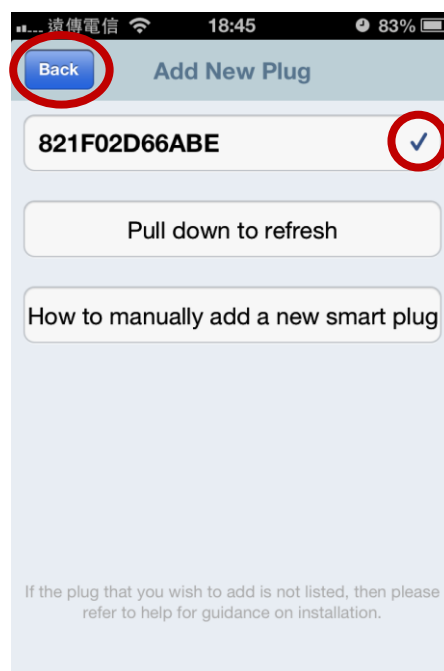 遠傳電信 18:45 83%
Back Add New Plug
821F02D66ABE
Pull down to refresh
How to manually add a new smart plug
If the plug that you wish to add is not listed, then please
refer to help for guidance on installation.